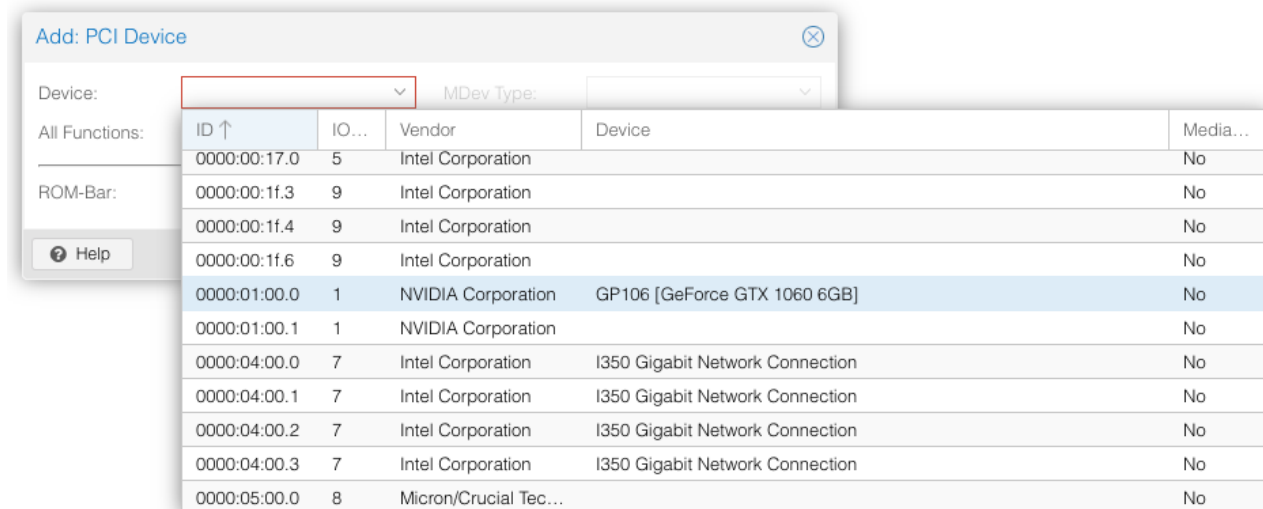 Add: PCI Device
Device:
MDev Type:
All Functions:
ROM-Bar:
Help
ID ↑ IO... Vendor Device Media...
0000:00:17.0 5 Intel Corporation No
0000:00:1f.3 9 Intel Corporation No
0000:00:1f.4 9 Intel Corporation No
0000:00:1f.6 9 Intel Corporation No
0000:01:00.0 1 NVIDIA Corporation GP106 [GeForce GTX 1060 6GB] No
0000:01:00.1 1 NVIDIA Corporation No
0000:04:00.0 7 Intel Corporation I350 Gigabit Network Connection No
0000:04:00.1 7 Intel Corporation I350 Gigabit Network Connection No
0000:04:00.2 7 Intel Corporation I350 Gigabit Network Connection No
0000:04:00.3 7 Intel Corporation I350 Gigabit Network Connection No
0000:05:00.0 8 Micron/Crucial Tec... No